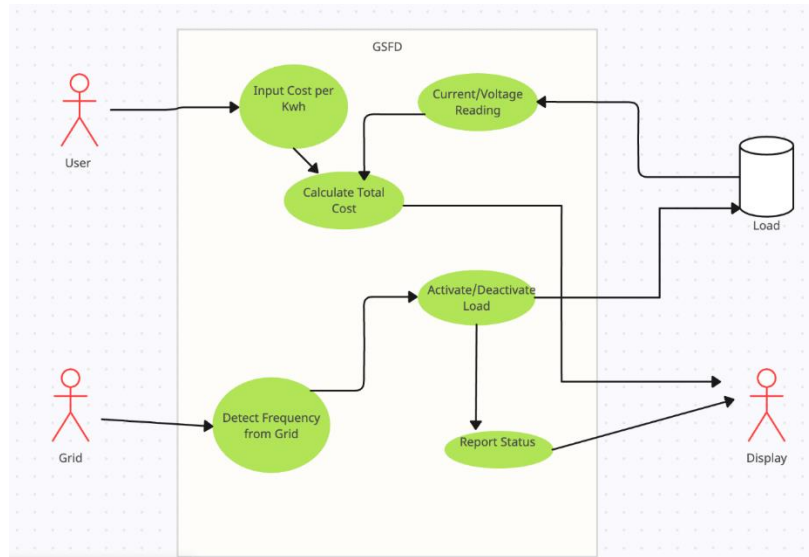 GSFD
Input Cost per
Kwh
Current/Voltage
Reading
User
Calculate Total
Cost
Load
Activate/Deactivate
Load
Detect Frequency
from Grid
Report Status
Grid
Display